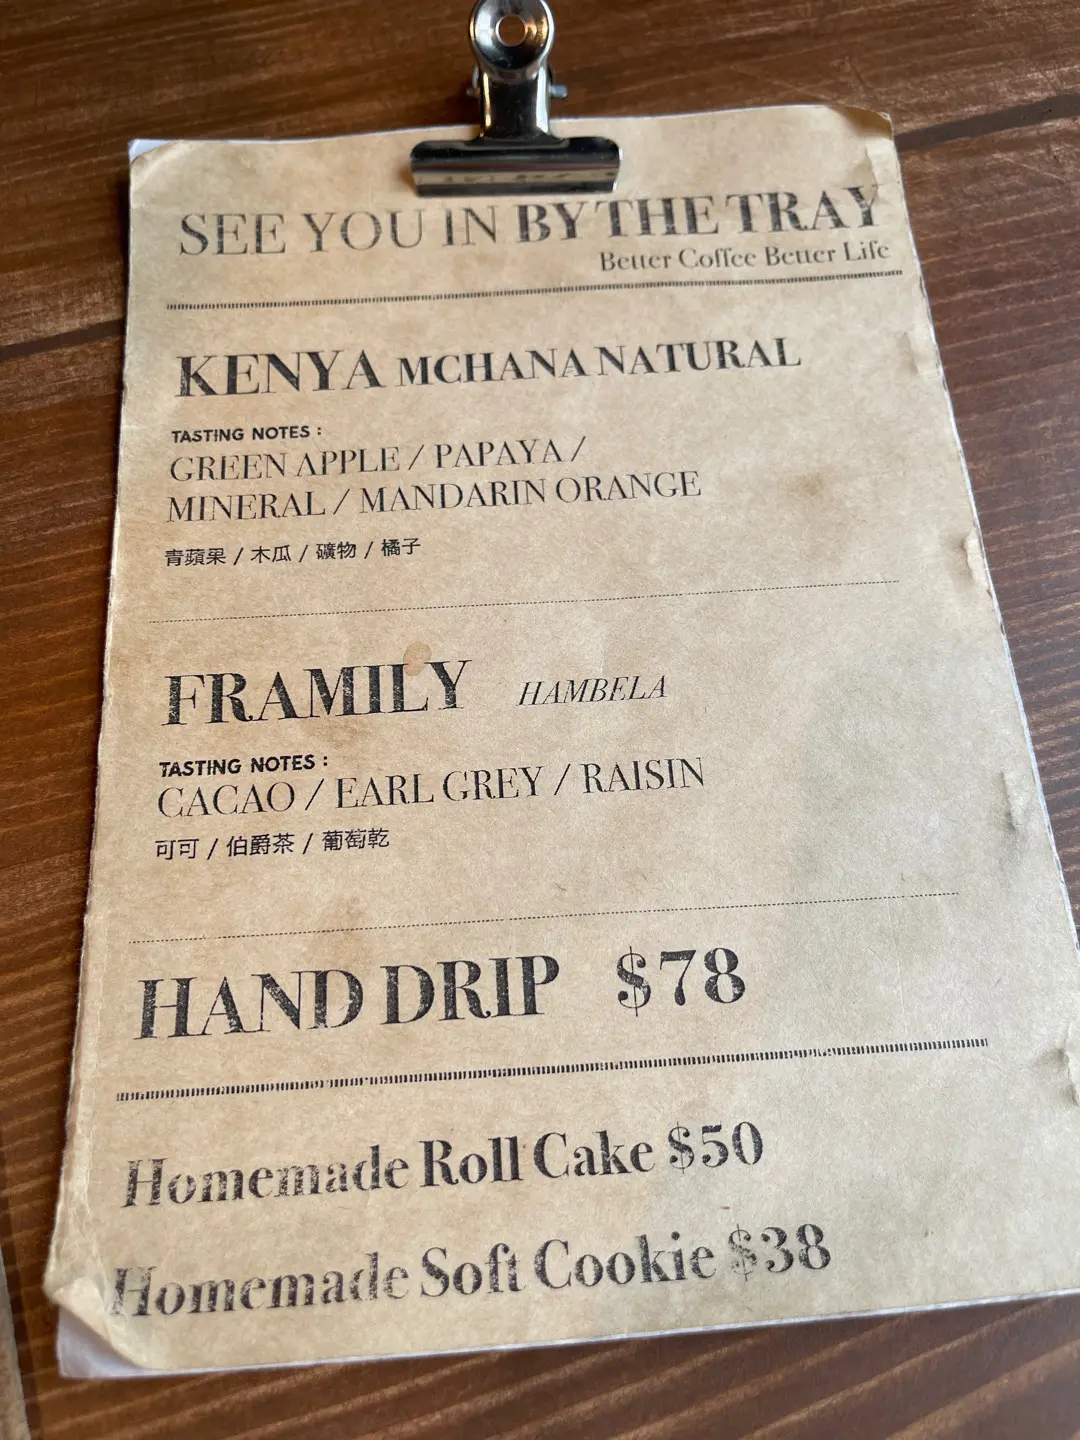 SEE YOU IN BY THE TRAY
Better Coffee Better Life
KENYA MCHANA NATURAL
TASTING NOTES :
GREEN APPLE / PAPAYA /
MINERAL / MANDARIN ORANGE
青蘋果 / 木瓜 / 礦物 / 橘子
FRAMILY HAMBELA
TASTING NOTES :
CACAO / EARL GREY / RAISIN
可可 / 伯爵茶 / 葡萄乾
HAND DRIP $78
Homemade Roll Cake $50
Homemade Soft Cookie $38